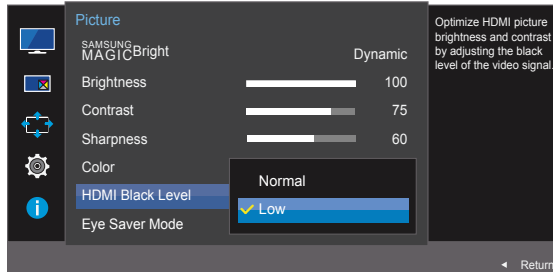 Picture
SAMSUNG
MAGICBright Dynamic
Brightness 100
Contrast 75
Sharpness 60
Color
HDMI Black Level
Eye Saver Mode
Normal
Low
Optimize HDMI picture
brightness and contrast
by adjusting the black
level of the video signal.
Return